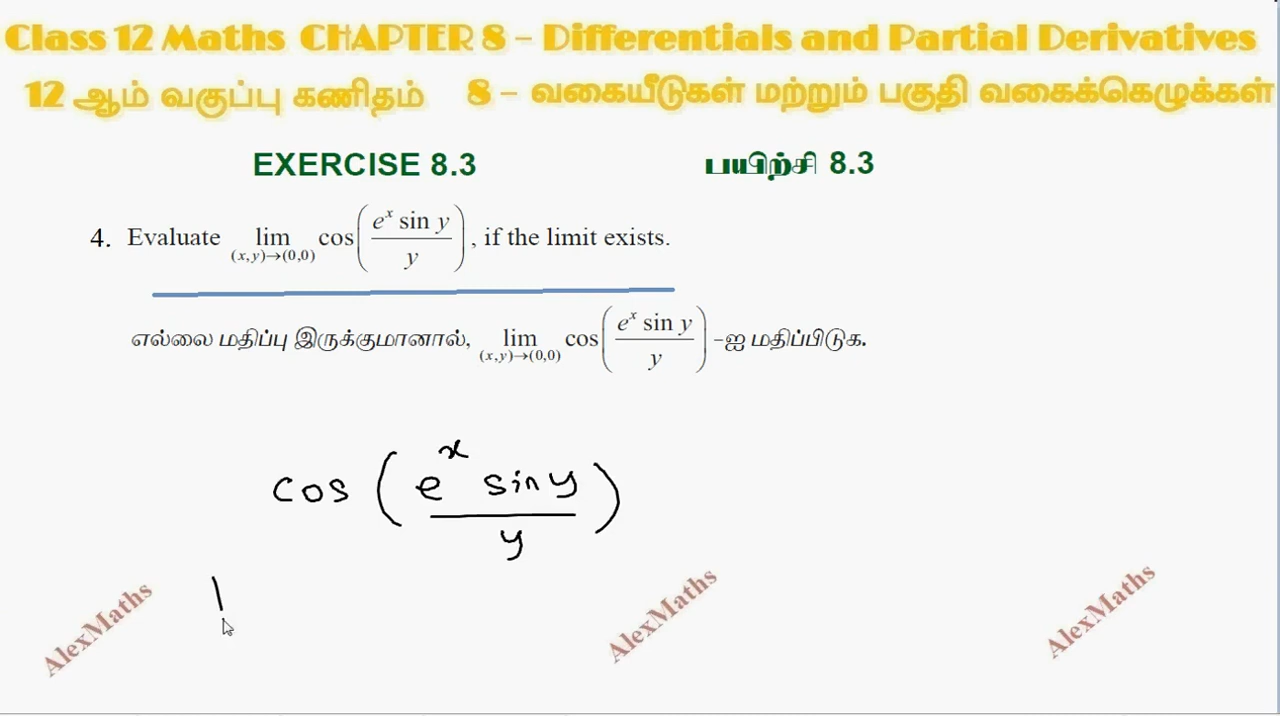 Class 12 Maths CHAPTER 8 – Differentials and Partial Derivatives
12 ஆம் வகுப்பு கணிதம் 8 – வகையீடுகள் மற்றும் பகுதி வகைக்கெழுக்கள்
EXERCISE 8.3 பயிற்சி 8.3
4. Evaluate lim (x,y)→(0,0) cos(e^x sin y / y), if the limit exists.
எல்லை மதிப்பு இருக்குமானால், lim (x,y)→(0,0) cos(e^x sin y / y) -ஐ மதிப்பிடுக.
cos (e^x sin y / y)
AlexMaths AlexMaths AlexMaths